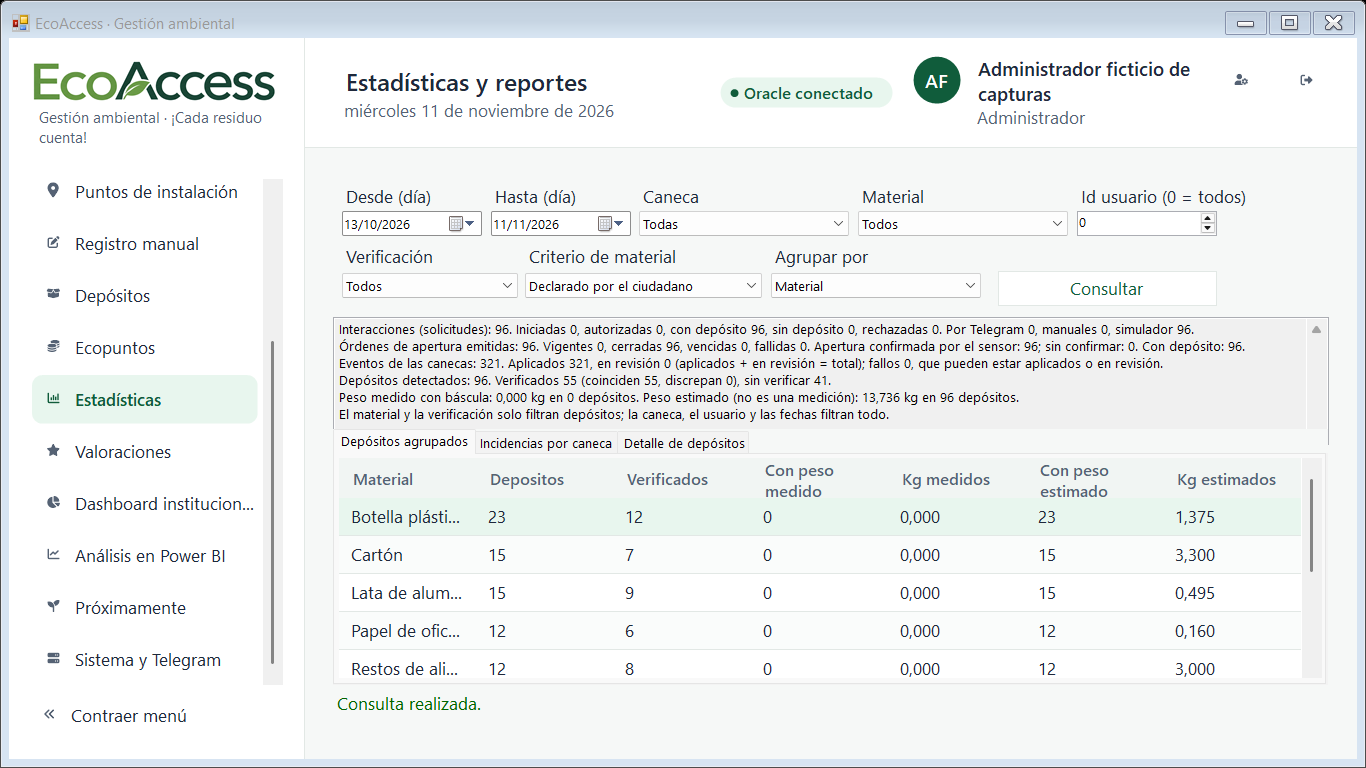 EcoAccess · Gestión ambiental
EcoAccess
Gestión ambiental · ¡Cada residuo
cuenta!
Puntos de instalación
Registro manual
Depósitos
Ecopuntos
Estadísticas
Valoraciones
Dashboard institucion...
Análisis en Power BI
Próximamente
Sistema y Telegram
Contraer menú
Estadísticas y reportes
miércoles 11 de noviembre de 2026
Oracle conectado
AF
Administrador ficticio de
capturas
Administrador
Desde (día) Hasta (día) Caneca Material Id usuario (0 = todos)
13/10/2026 11/11/2026 Todas Todos 0
Verificación Criterio de material Agrupar por
Todos Declarado por el ciudadano Material Consultar
Interacciones (solicitudes): 96. Iniciadas 0, autorizadas 0, con depósito 96, sin depósito 0, rechazadas 0. Por Telegram 0, manuales 0, simulador 96.
Órdenes de apertura emitidas: 96. Vigentes 0, cerradas 96, vencidas 0, fallidas 0. Apertura confirmada por el sensor: 96; sin confirmar: 0. Con depósito: 96.
Eventos de las canecas: 321. Aplicados 321, en revisión 0 (aplicados + en revisión = total); fallos 0, que pueden estar aplicados o en revisión.
Depósitos detectados: 96. Verificados 55 (coinciden 55, discrepan 0), sin verificar 41.
Peso medido con báscula: 0,000 kg en 0 depósitos. Peso estimado (no es una medición): 13,736 kg en 96 depósitos.
El material y la verificación solo filtran depósitos; la caneca, el usuario y las fechas filtran todo.
Depósitos agrupados Incidencias por caneca Detalle de depósitos
Material Depositos Verificados Con peso medido Kg medidos Con peso estimado Kg estimados
Botella plásti... 23 12 0 0,000 23 1,375
Cartón 15 7 0 0,000 15 3,300
Lata de alum... 15 9 0 0,000 15 0,495
Papel de ofic... 12 6 0 0,000 12 0,160
Restos de ali... 12 8 0 0,000 12 3,000
Consulta realizada.